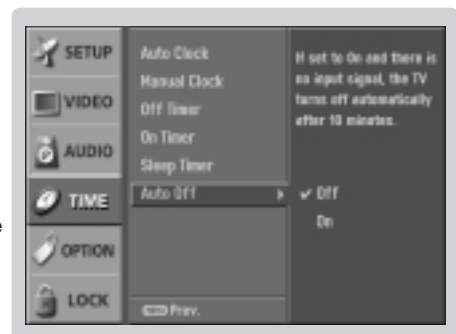 SETUP
VIDEO
AUDIO
TIME
OPTION
LOCK
Auto Clock
Manual Clock
Off Timer
On Timer
Sleep Timer
Auto Off
Prev.
If set to On and there is
no input signal, the TV
turns off automatically
after 10 minutes.
✔ Off
On
e